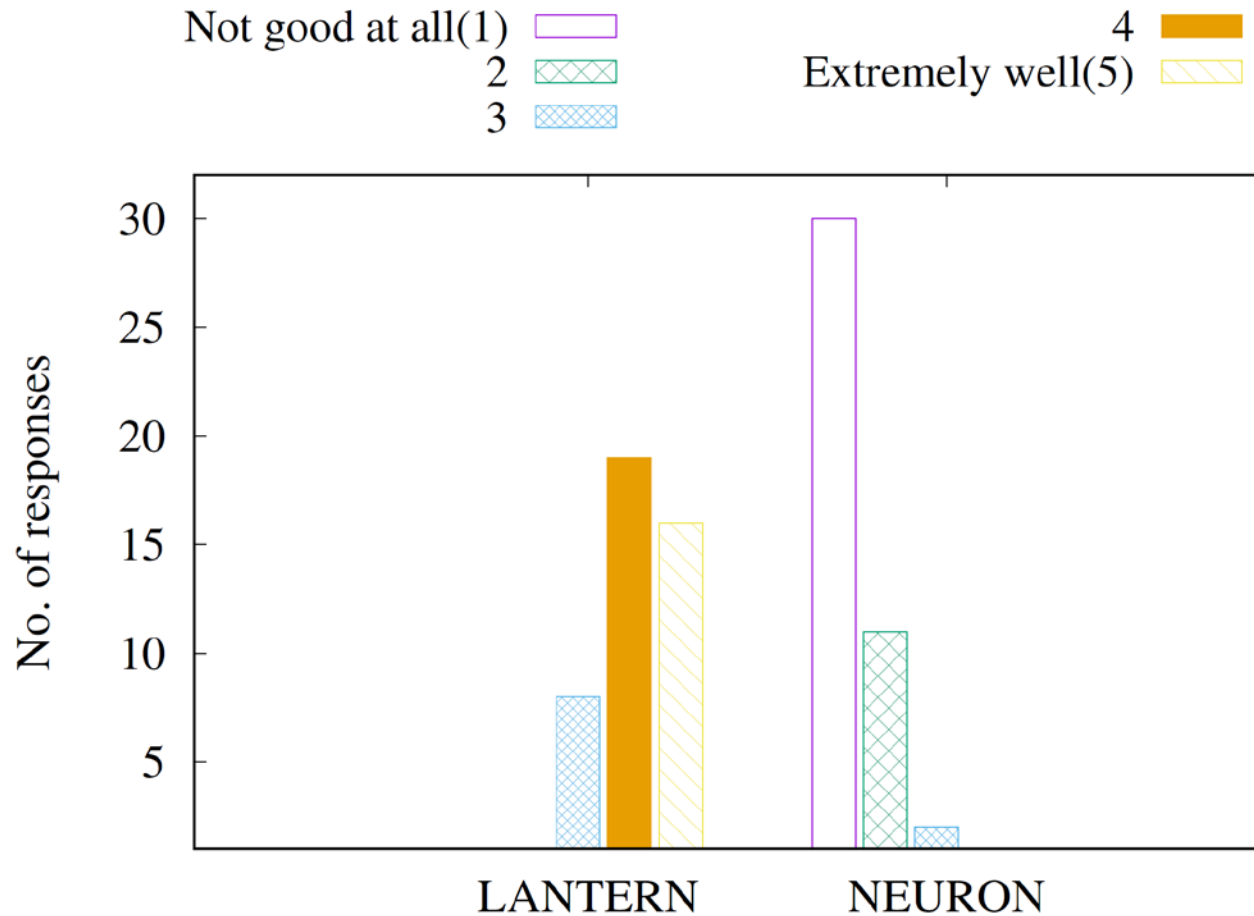 Not good at all(1)
2
3
4
Extremely well(5)
30
25
20
15
10
5
No. of responses
LANTERN
NEURON